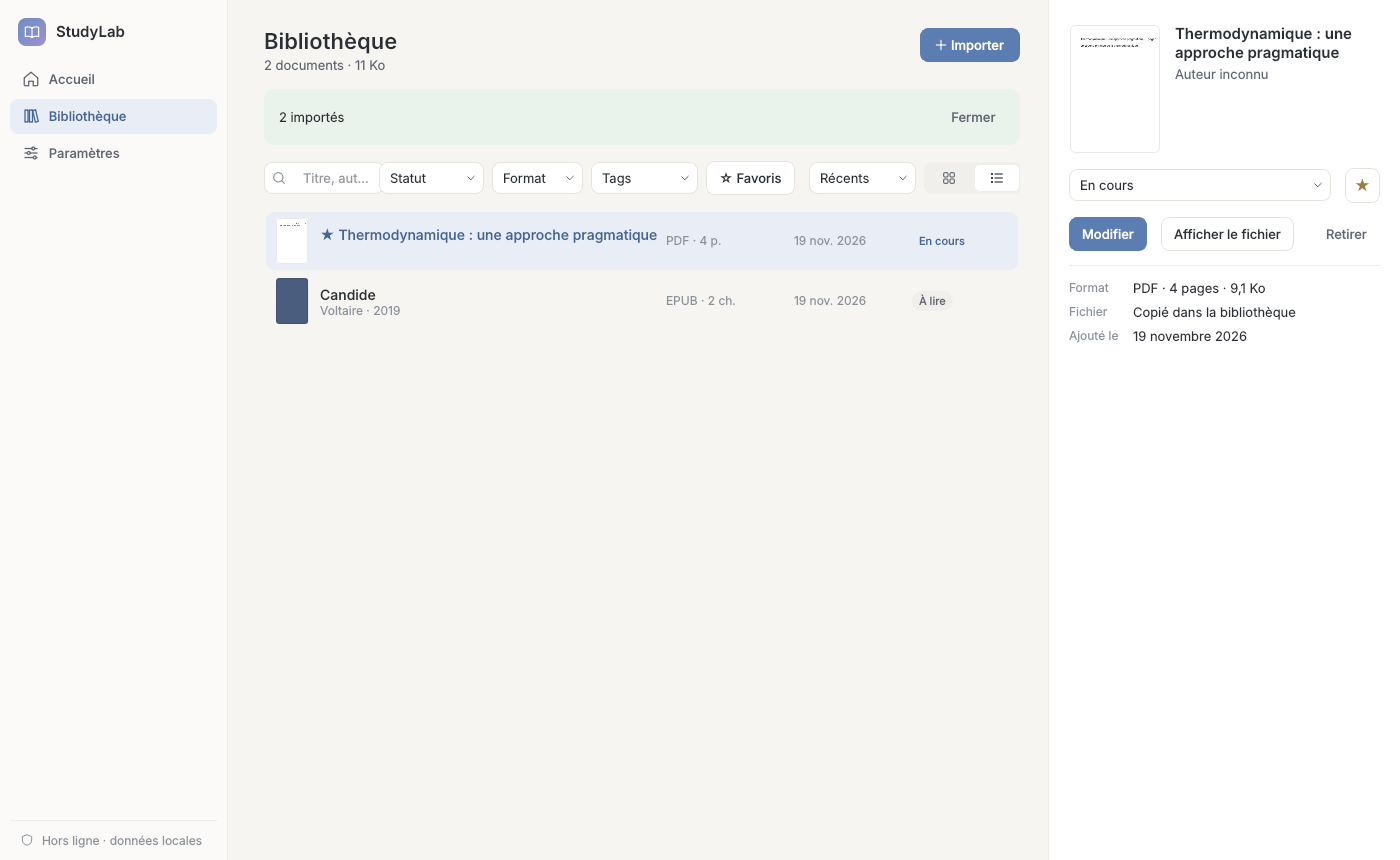 StudyLab
Accueil
Bibliothèque
Paramètres
Hors ligne · données locales
Bibliothèque
2 documents · 11 Ko
Importer
2 importés
Fermer
Titre, aut...
Statut
Format
Tags
☆ Favoris
Récents
★ Thermodynamique : une approche pragmatique
PDF · 4 p.
19 nov. 2026
En cours
Candide
Voltaire · 2019
EPUB · 2 ch.
19 nov. 2026
À lire
Thermodynamique : une
approche pragmatique
Auteur inconnu
En cours
★
Modifier
Afficher le fichier
Retirer
Format
PDF · 4 pages · 9,1 Ko
Fichier
Copié dans la bibliothèque
Ajouté le
19 novembre 2026